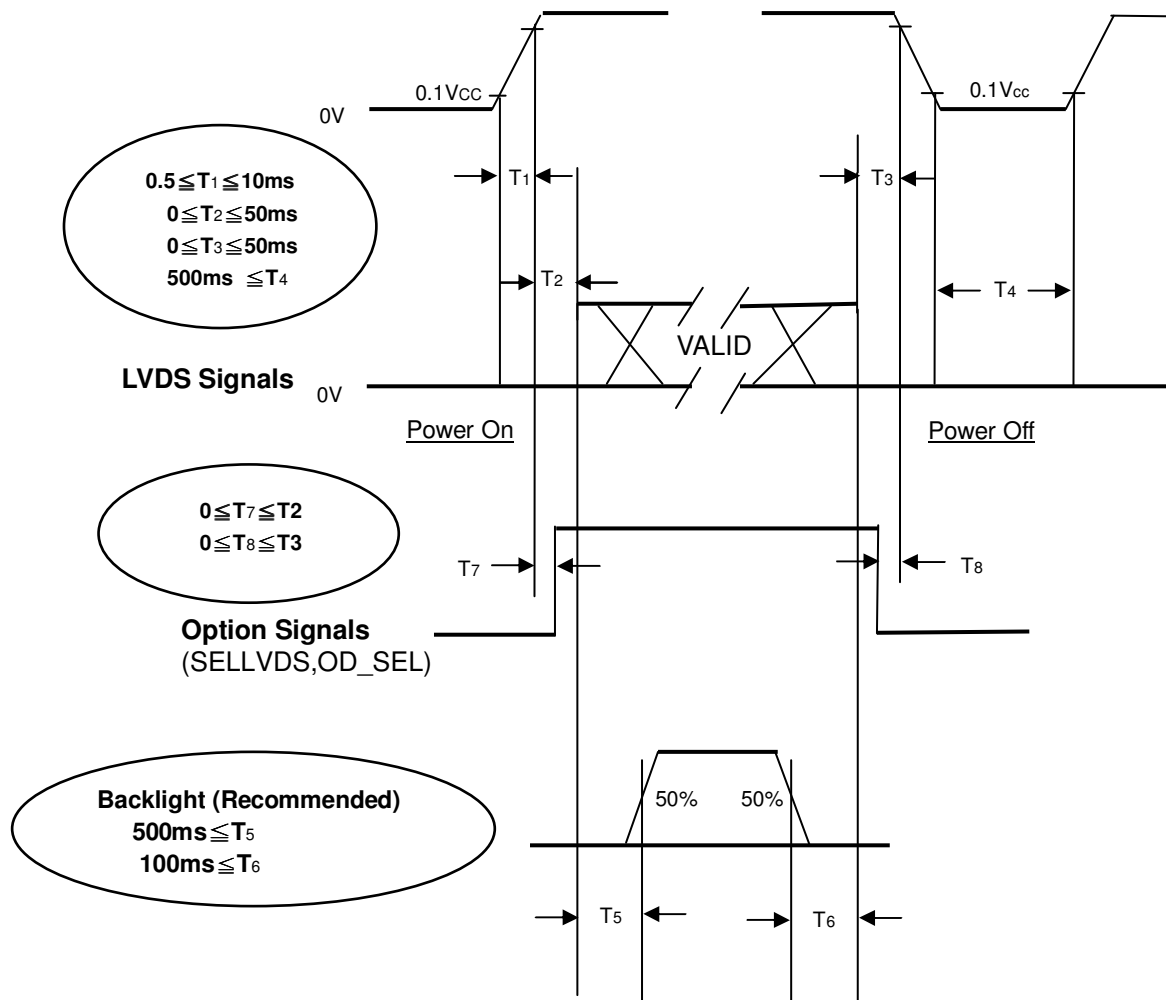 0.1VCC
0.1Vcc
0V
T1
T3
0.5≦T1≦10ms
0≦T2≦50ms
0≦T3≦50ms
500ms ≦T4
T2
T4
VALID
LVDS Signals
0V
Power On
Power Off
0≦T7≦T2
0≦T8≦T3
T7
T8
Option Signals
(SELLVDS,OD_SEL)
Backlight (Recommended)
500ms≦T5
100ms≦T6
50%
50%
T5
T6